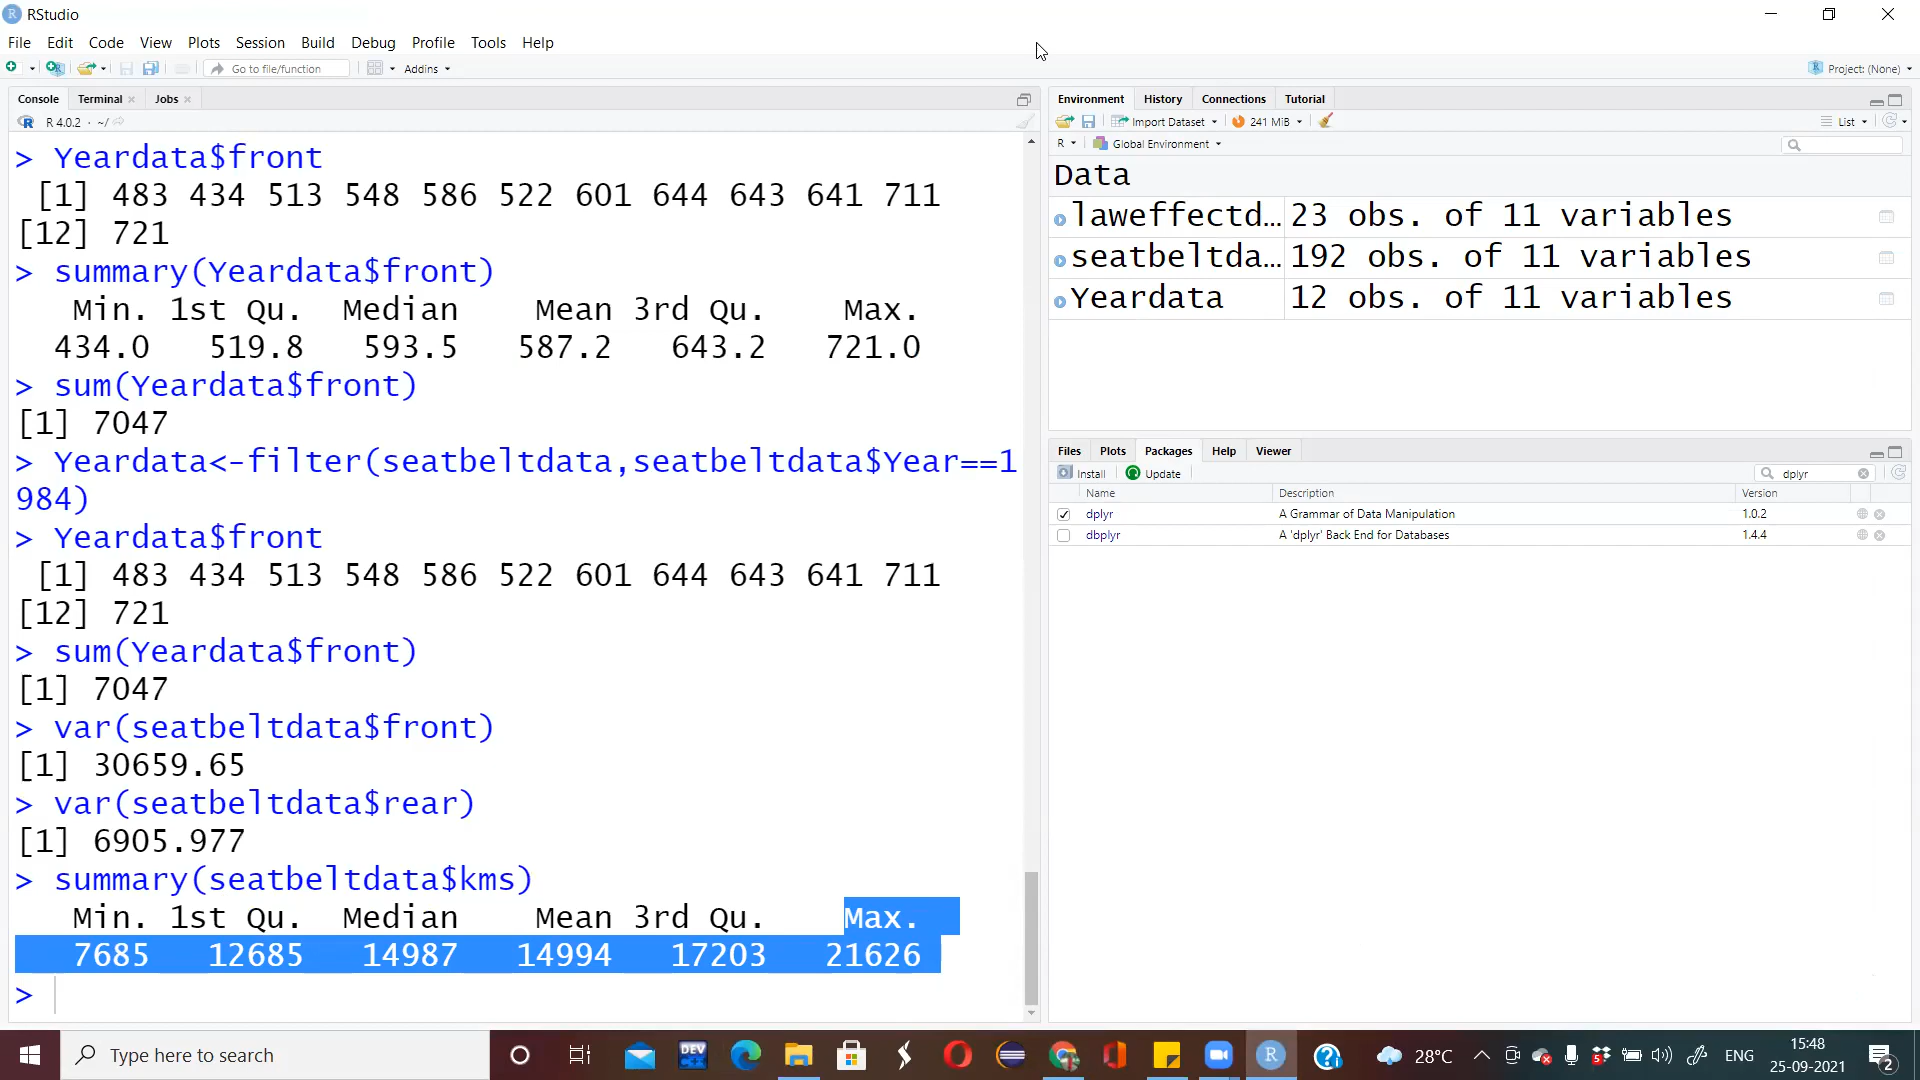 RStudio
File Edit Code View Plots Session Build Debug Profile Tools Help
Go to file/function Addins Project: (None)
Console Terminal Jobs
R 4.0.2 · ~/
> Yeardata$front
[1] 483 434 513 548 586 522 601 644 643 641 711
[12] 721
> summary(Yeardata$front)
Min. 1st Qu. Median Mean 3rd Qu. Max.
434.0 519.8 593.5 587.2 643.2 721.0
> sum(Yeardata$front)
[1] 7047
> Yeardata<-filter(seatbeltdata,seatbeltdata$Year==1
984)
> Yeardata$front
[1] 483 434 513 548 586 522 601 644 643 641 711
[12] 721
> sum(Yeardata$front)
[1] 7047
> var(seatbeltdata$front)
[1] 30659.65
> var(seatbeltdata$rear)
[1] 6905.977
> summary(seatbeltdata$kms)
Min. 1st Qu. Median Mean 3rd Qu. Max.
7685 12685 14987 14994 17203 21626
>
Environment History Connections Tutorial
Import Dataset 241 MiB List
R Global Environment
Data
laweffectd... 23 obs. of 11 variables
seatbeltda... 192 obs. of 11 variables
Yeardata 12 obs. of 11 variables
Files Plots Packages Help Viewer
Install Update dplyr
Name Description Version
dplyr A Grammar of Data Manipulation 1.0.2
dbplyr A 'dplyr' Back End for Databases 1.4.4
Type here to search DEV 28°C 5 ENG 15:48
25-09-2021 2